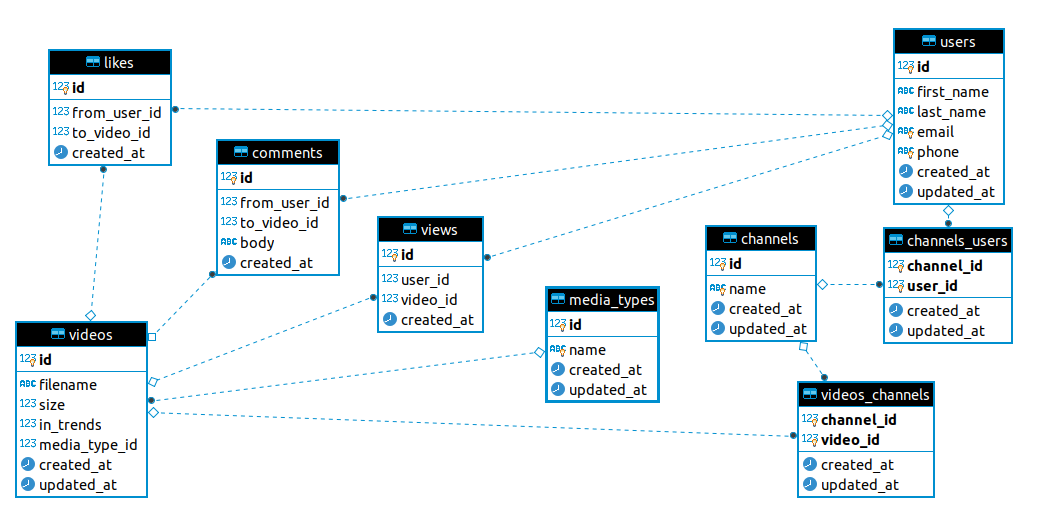 likes
123 id
123 from_user_id
123 to_video_id
created_at
comments
123 id
123 from_user_id
123 to_video_id
ABC body
created_at
views
123 id
123 user_id
123 video_id
created_at
users
123 id
ABC first_name
ABC last_name
ABC email
ABC phone
created_at
updated_at
channels
123 id
ABC name
created_at
updated_at
channels_users
123 channel_id
123 user_id
created_at
updated_at
media_types
123 id
ABC name
created_at
updated_at
videos
123 id
ABC filename
123 size
123 in_trends
123 media_type_id
created_at
updated_at
videos_channels
123 channel_id
123 video_id
created_at
updated_at